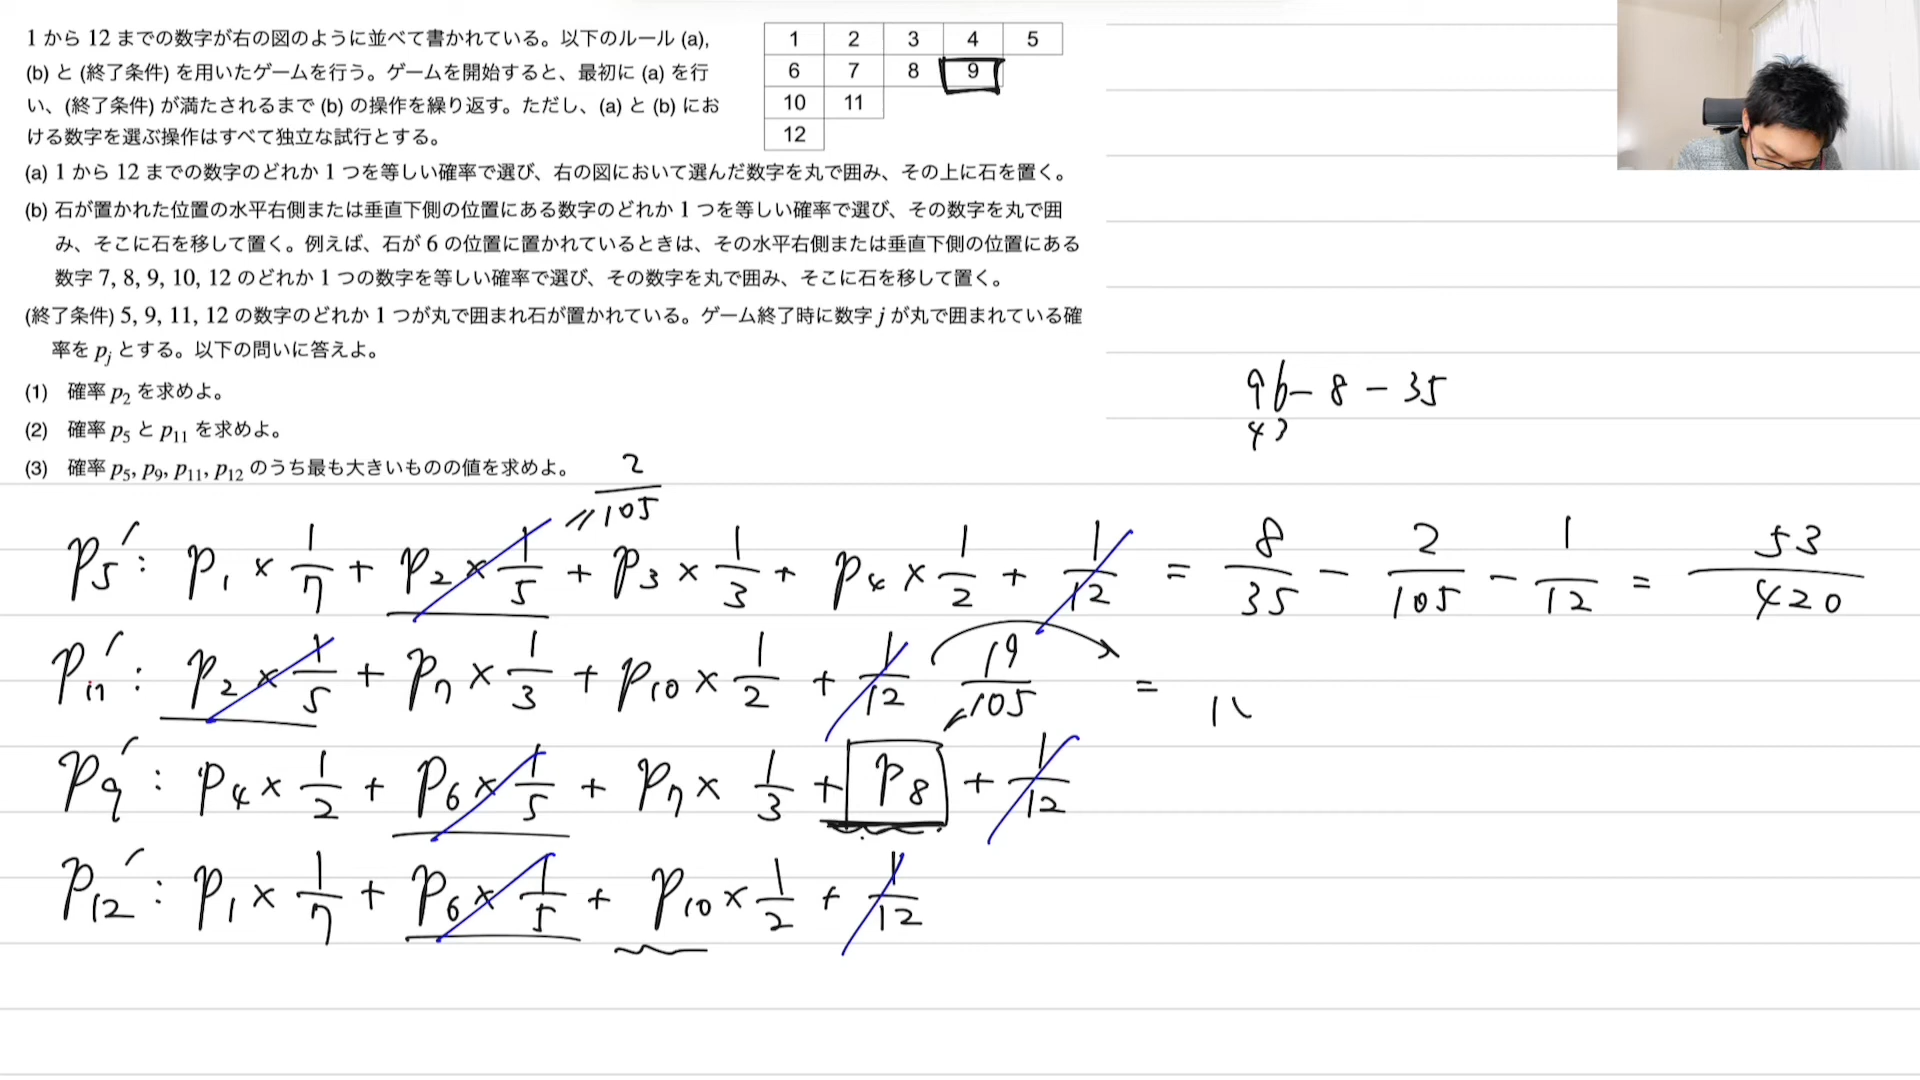 1 から 12 までの数字が右の図のように並べて書かれている。以下のルール (a),
(b) と (終了条件) を用いたゲームを行う。ゲームを開始すると、最初に (a) を行
い、(終了条件) が満たされるまで (b) の操作を繰り返す。ただし、(a) と (b) にお
ける数字を選ぶ操作はすべて独立な試行とする。
1 2 3 4 5
6 7 8 9
10 11
12
(a) 1 から 12 までの数字のどれか 1 つを等しい確率で選び、右の図において選んだ数字を丸で囲み、その上に石を置く。
(b) 石が置かれた位置の水平右側または垂直下側の位置にある数字のどれか 1 つを等しい確率で選び、その数字を丸で囲
み、そこに石を移して置く。例えば、石が 6 の位置に置かれているときは、その水平右側または垂直下側の位置にある
数字 7, 8, 9, 10, 12 のどれか 1 つの数字を等しい確率で選び、その数字を丸で囲み、そこに石を移して置く。
(終了条件) 5, 9, 11, 12 の数字のどれか 1 つが丸で囲まれ石が置かれている。ゲーム終了時に数字 j が丸で囲まれている確
率を p_j とする。以下の問いに答えよ。
(1) 確率 p_2 を求めよ。
(2) 確率 p_5 と p_11 を求めよ。
(3) 確率 p_5, p_9, p_11, p_12 のうち最も大きいものの値を求めよ。
96 - 8 - 35
43
= 2/105
p_5' : p_1 × 1/7 + p_2 × 1/5 + p_3 × 1/3 + p_4 × 1/2 + 1/12 = 8/35 - 2/105 - 1/12 = 53/420
p_11' : p_2 × 1/5 + p_7 × 1/3 + p_10 × 1/2 + 1/12 =
19/105
p_9' : p_4 × 1/2 + p_6 × 1/5 + p_7 × 1/3 + p_8 + 1/12
p_12' : p_1 × 1/7 + p_6 × 1/5 + p_10 × 1/2 + 1/12